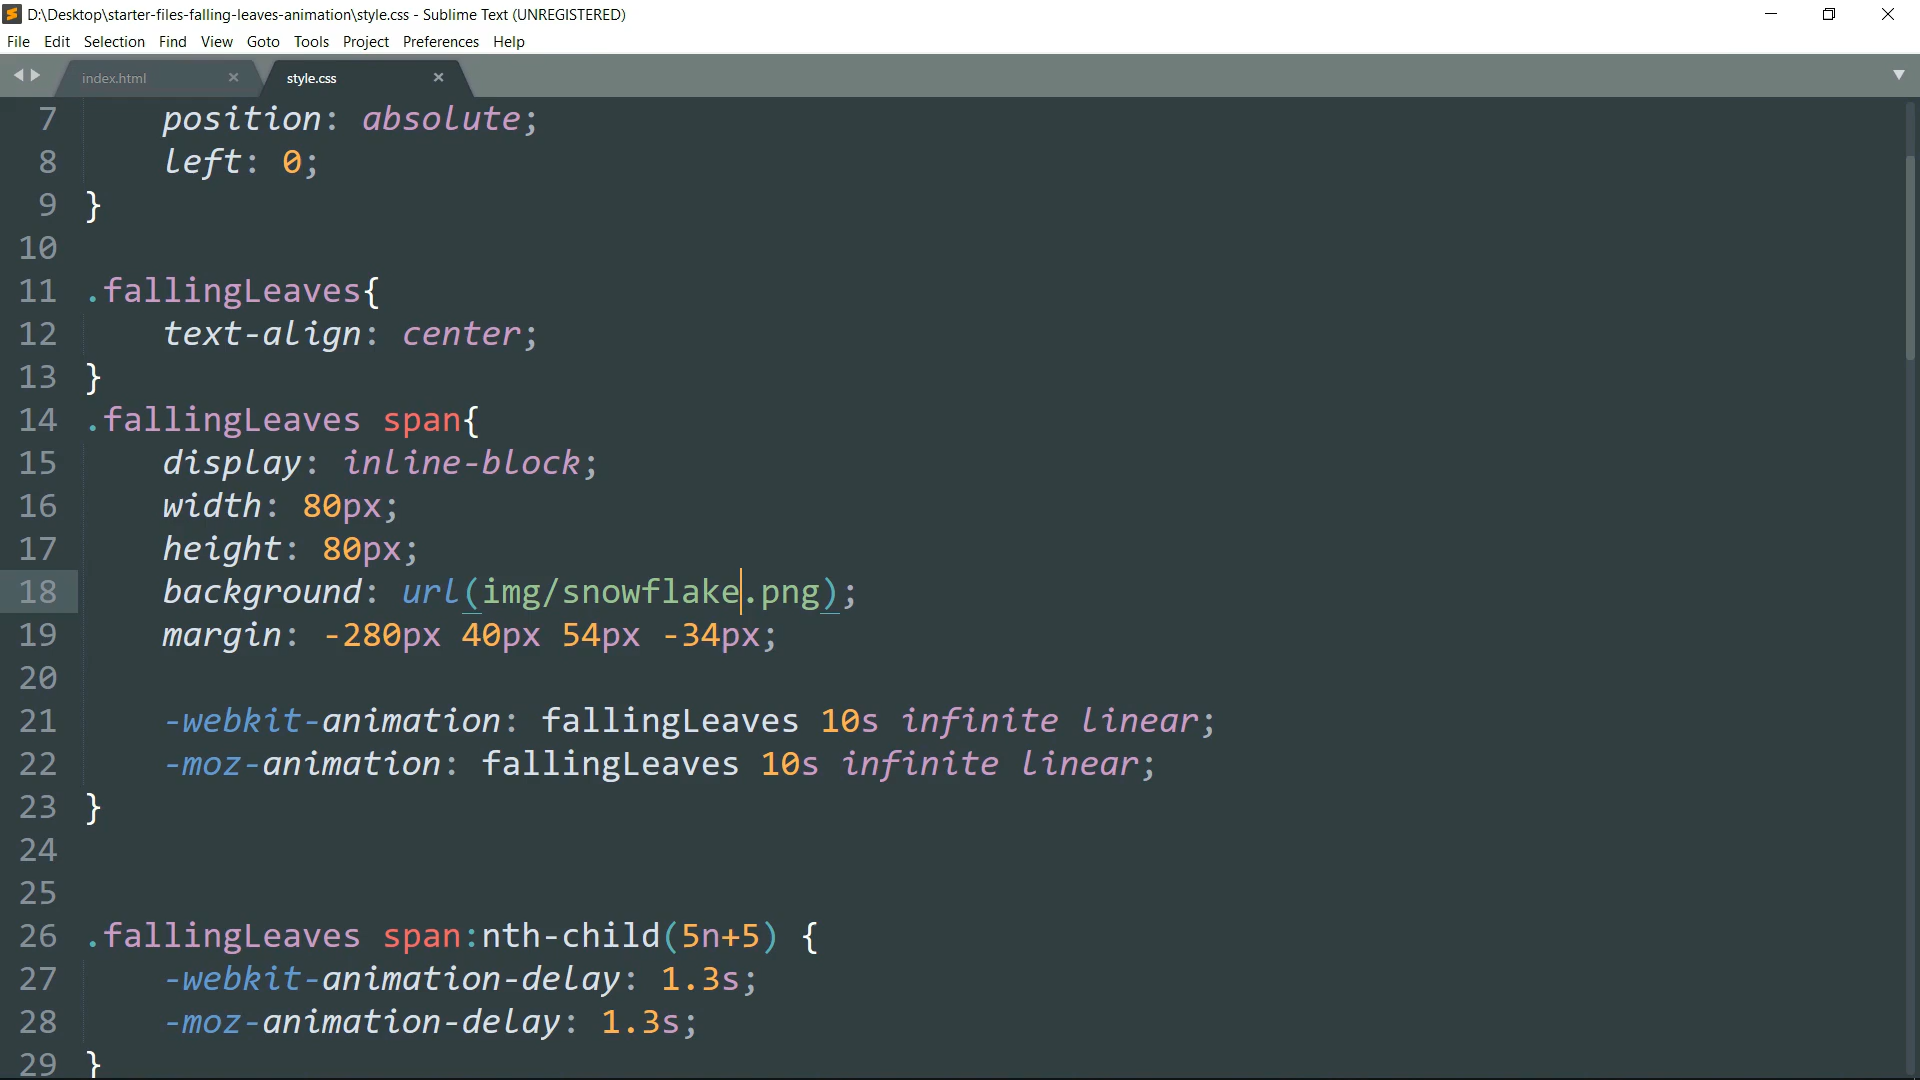 D:\Desktop\starter-files-falling-leaves-animation\style.css - Sublime Text (UNREGISTERED)
File Edit Selection Find View Goto Tools Project Preferences Help
index.html style.css
7 position: absolute;
8 left: 0;
9 }
10
11 .fallingLeaves{
12 text-align: center;
13 }
14 .fallingLeaves span{
15 display: inline-block;
16 width: 80px;
17 height: 80px;
18 background: url(img/snowflake.png);
19 margin: -280px 40px 54px -34px;
20
21 -webkit-animation: fallingLeaves 10s infinite linear;
22 -moz-animation: fallingLeaves 10s infinite linear;
23 }
24
25
26 .fallingLeaves span:nth-child(5n+5) {
27 -webkit-animation-delay: 1.3s;
28 -moz-animation-delay: 1.3s;
29 }